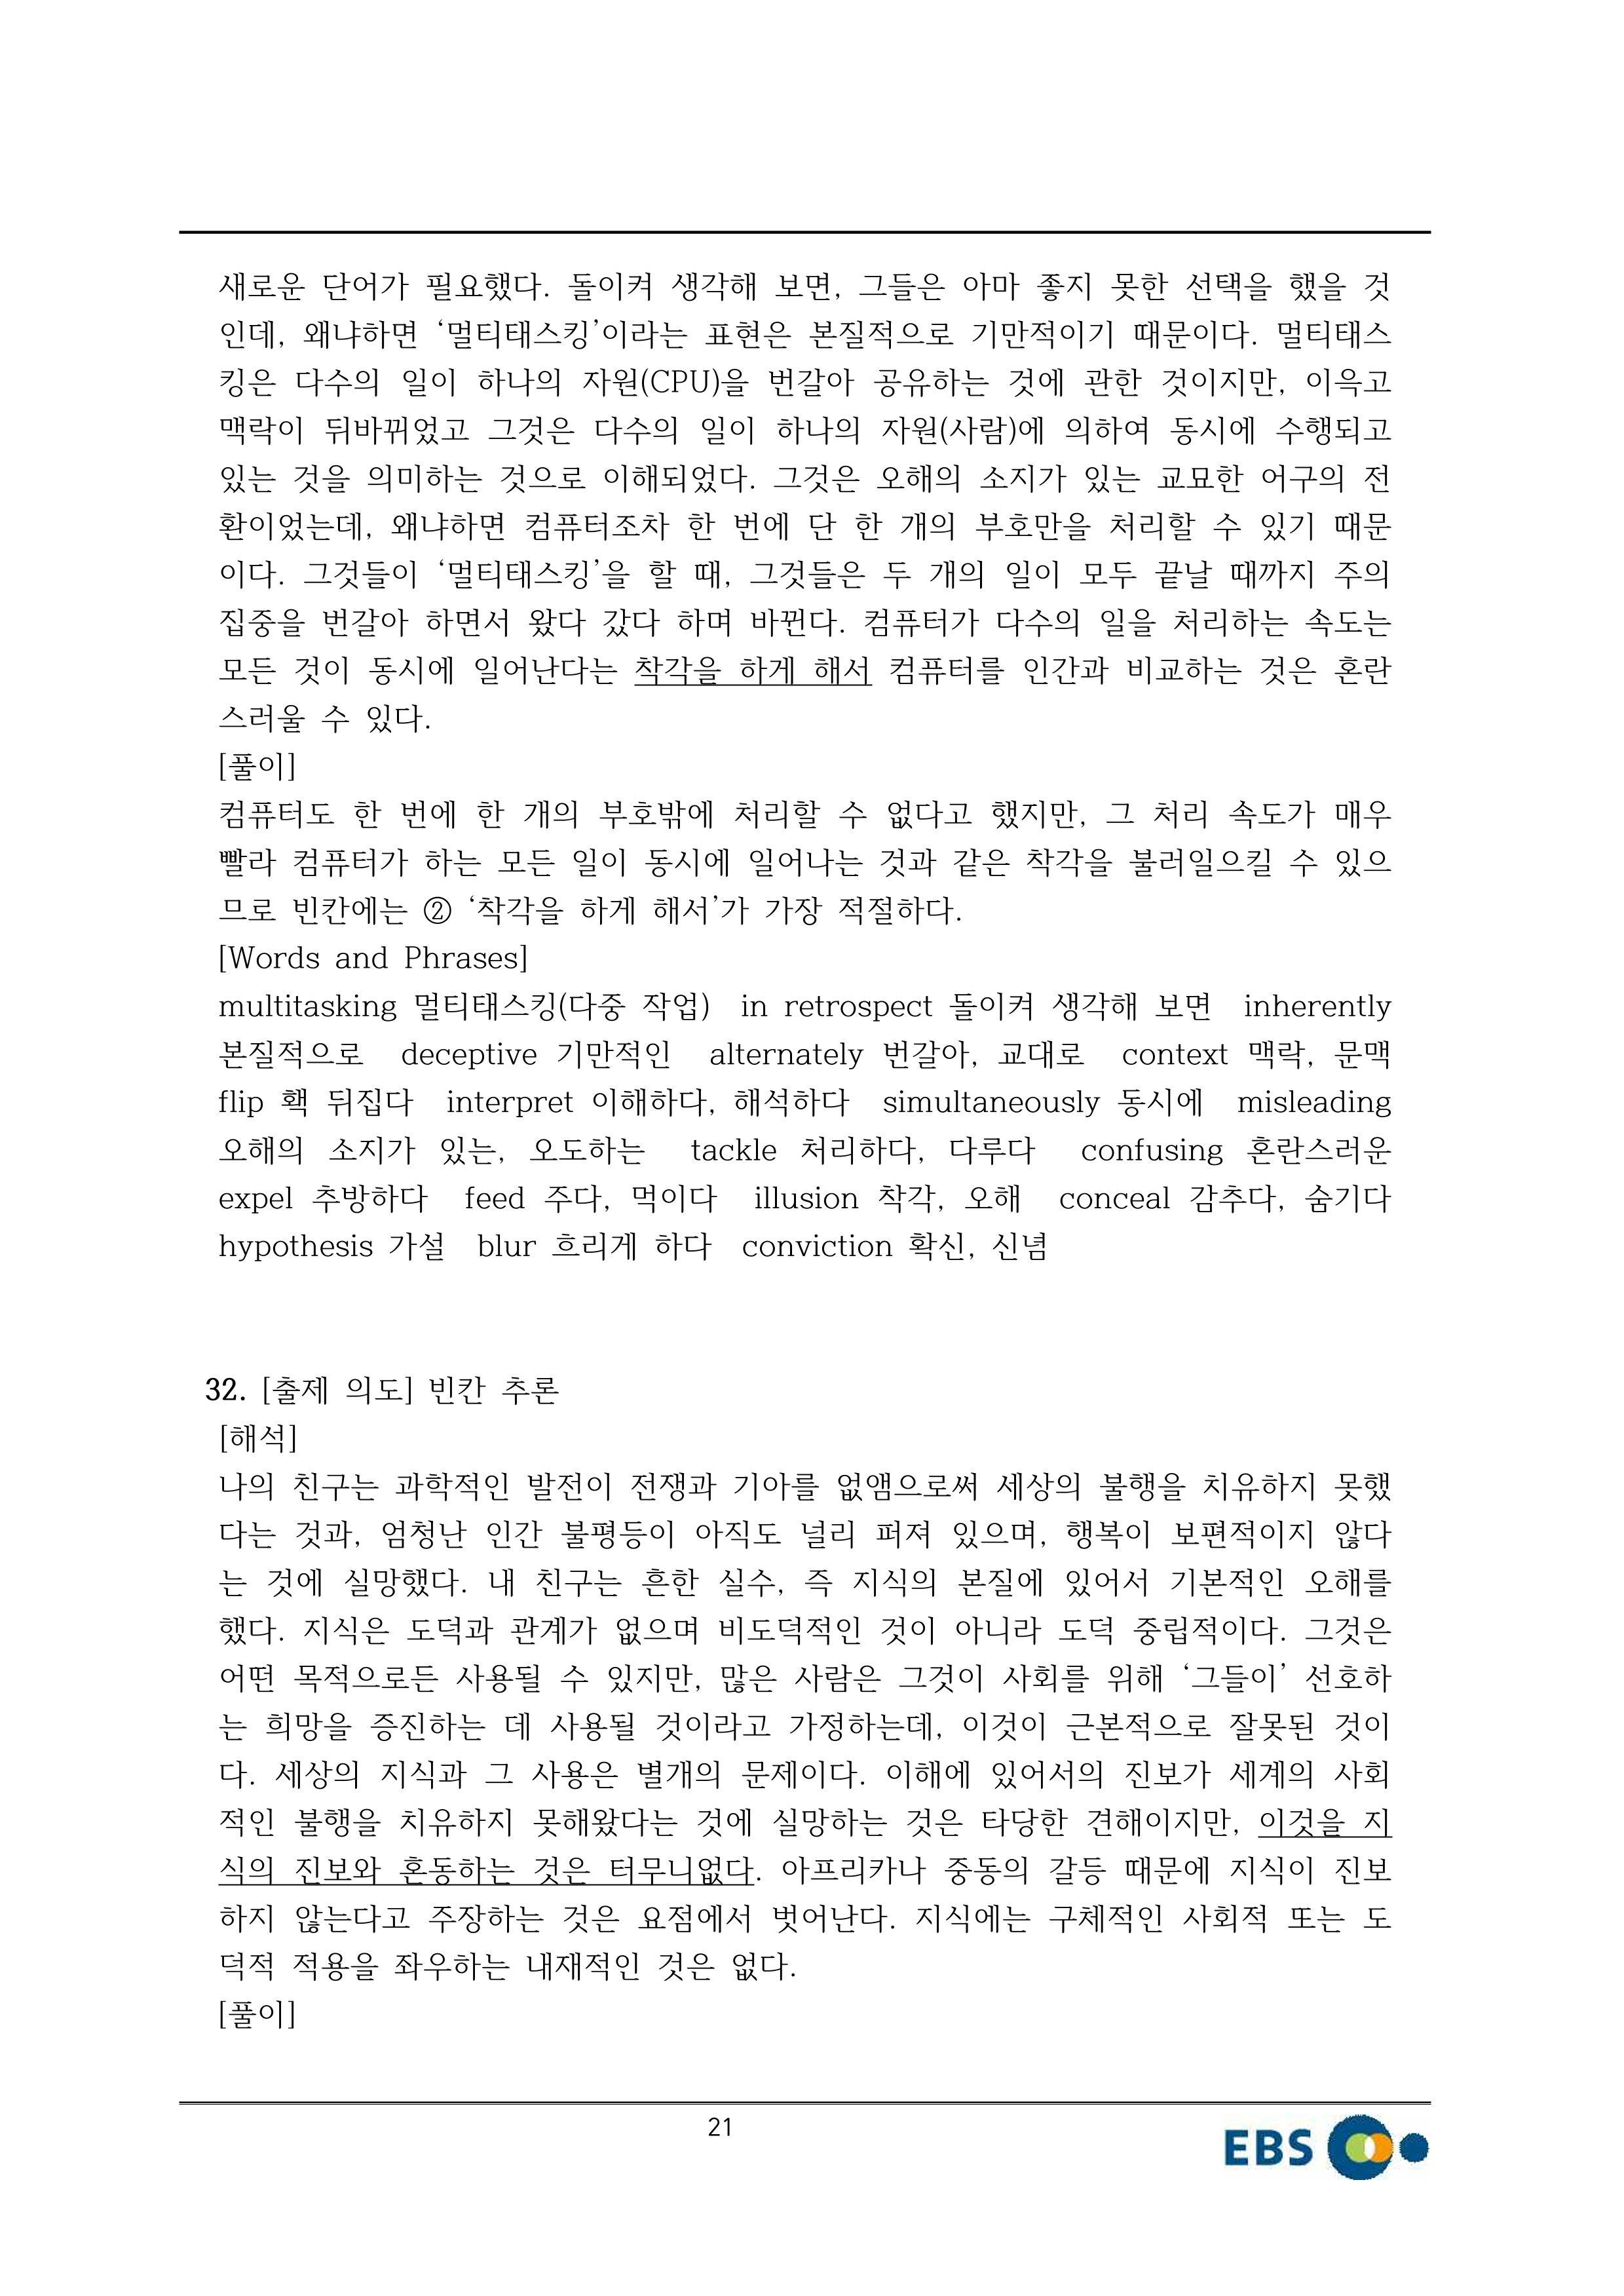 새로운 단어가 필요했다. 돌이켜 생각해 보면, 그들은 아마 좋지 못한 선택을 했을 것
인데, 왜냐하면 ‘멀티태스킹’이라는 표현은 본질적으로 기만적이기 때문이다. 멀티태스
킹은 다수의 일이 하나의 자원(CPU)을 번갈아 공유하는 것에 관한 것이지만, 이윽고
맥락이 뒤바뀌었고 그것은 다수의 일이 하나의 자원(사람)에 의하여 동시에 수행되고
있는 것을 의미하는 것으로 이해되었다. 그것은 오해의 소지가 있는 교묘한 어구의 전
환이었는데, 왜냐하면 컴퓨터조차 한 번에 단 한 개의 부호만을 처리할 수 있기 때문
이다. 그것들이 ‘멀티태스킹’을 할 때, 그것들은 두 개의 일이 모두 끝날 때까지 주의
집중을 번갈아 하면서 왔다 갔다 하며 바뀐다. 컴퓨터가 다수의 일을 처리하는 속도는
모든 것이 동시에 일어난다는 착각을 하게 해서 컴퓨터를 인간과 비교하는 것은 혼란
스러울 수 있다.
[풀이]
컴퓨터도 한 번에 한 개의 부호밖에 처리할 수 없다고 했지만, 그 처리 속도가 매우
빨라 컴퓨터가 하는 모든 일이 동시에 일어나는 것과 같은 착각을 불러일으킬 수 있으
므로 빈칸에는 ② ‘착각을 하게 해서’가 가장 적절하다.
[Words and Phrases]
multitasking 멀티태스킹(다중 작업) in retrospect 돌이켜 생각해 보면 inherently
본질적으로 deceptive 기만적인 alternately 번갈아, 교대로 context 맥락, 문맥
flip 홱 뒤집다 interpret 이해하다, 해석하다 simultaneously 동시에 misleading
오해의 소지가 있는, 오도하는 tackle 처리하다, 다루다 confusing 혼란스러운
expel 추방하다 feed 주다, 먹이다 illusion 착각, 오해 conceal 감추다, 숨기다
hypothesis 가설 blur 흐리게 하다 conviction 확신, 신념
32. [출제 의도] 빈칸 추론
[해석]
나의 친구는 과학적인 발전이 전쟁과 기아를 없앰으로써 세상의 불행을 치유하지 못했
다는 것과, 엄청난 인간 불평등이 아직도 널리 퍼져 있으며, 행복이 보편적이지 않다
는 것에 실망했다. 내 친구는 흔한 실수, 즉 지식의 본질에 있어서 기본적인 오해를
했다. 지식은 도덕과 관계가 없으며 비도덕적인 것이 아니라 도덕 중립적이다. 그것은
어떤 목적으로든 사용될 수 있지만, 많은 사람은 그것이 사회를 위해 ‘그들이’ 선호하
는 희망을 증진하는 데 사용될 것이라고 가정하는데, 이것이 근본적으로 잘못된 것이
다. 세상의 지식과 그 사용은 별개의 문제이다. 이해에 있어서의 진보가 세계의 사회
적인 불행을 치유하지 못해왔다는 것에 실망하는 것은 타당한 견해이지만, 이것을 지
식의 진보와 혼동하는 것은 터무니없다. 아프리카나 중동의 갈등 때문에 지식이 진보
하지 않는다고 주장하는 것은 요점에서 벗어난다. 지식에는 구체적인 사회적 또는 도
덕적 적용을 좌우하는 내재적인 것은 없다.
[풀이]
21
EBS